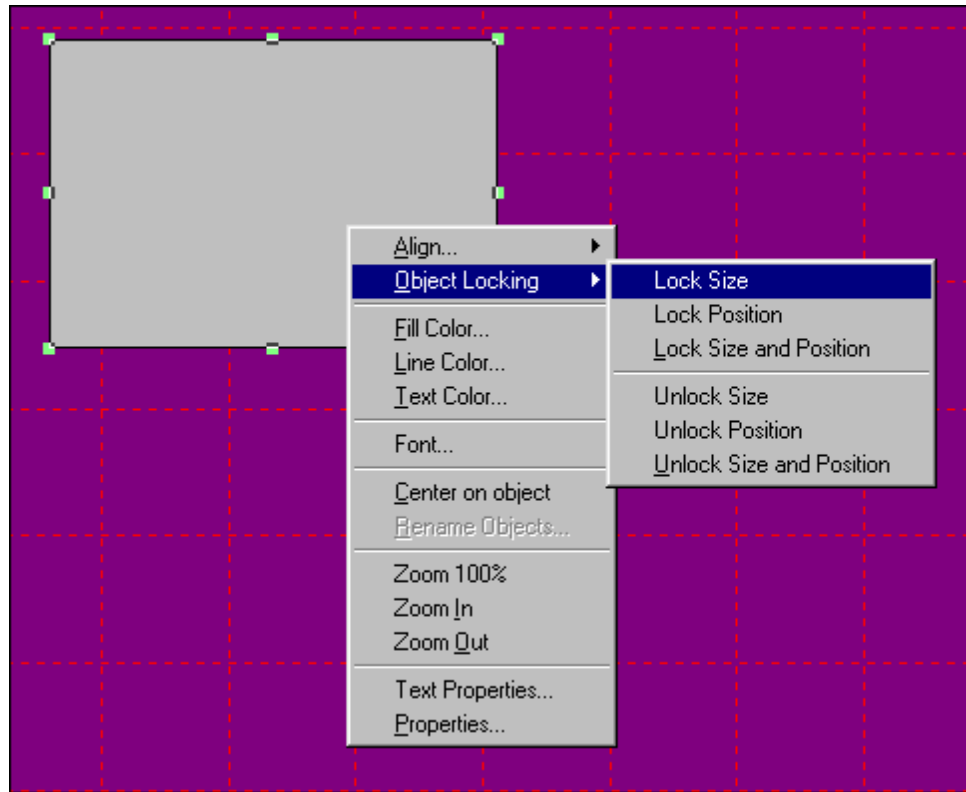 Align...
Object Locking
Fill Color...
Line Color...
Text Color...
Font...
Center on object
Rename Objects...
Zoom 100%
Zoom In
Zoom Out
Text Properties...
Properties...
Lock Size
Lock Position
Lock Size and Position
Unlock Size
Unlock Position
Unlock Size and Position